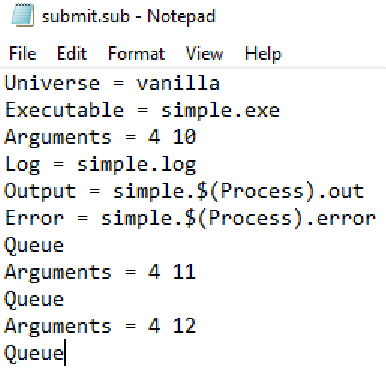 submit.sub - Notepad
File Edit Format View Help
Universe = vanilla
Executable = simple.exe
Arguments = 4 10
Log = simple.log
Output = simple.$(Process).out
Error = simple.$(Process).error
Queue
Arguments = 4 11
Queue
Arguments = 4 12
Queue